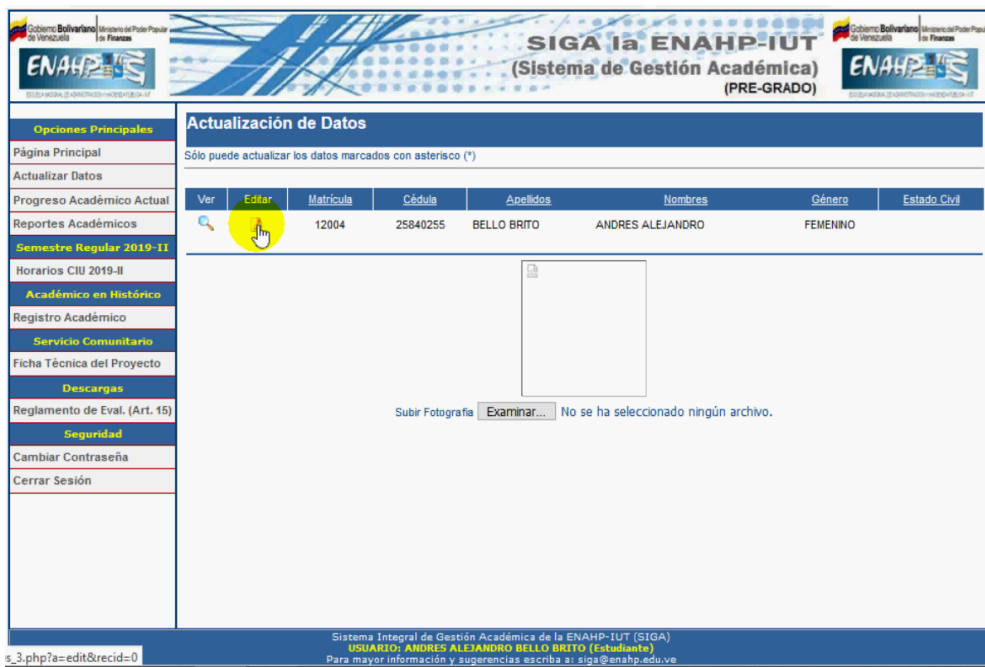 Gobierno Bolivariano de Venezuela
Ministerio del Poder Popular de Finanzas
ENAHP
SIGA la ENAHP-IUT
(Sistema de Gestión Académica)
(PRE-GRADO)
Gobierno Bolivariano de Venezuela
Ministerio del Poder Popu
de Finanzas
ENAHP
Opciones Principales
Página Principal
Actualizar Datos
Progreso Académico Actual
Reportes Académicos
Semestre Regular 2019-II
Horarios CIU 2019-II
Académico en Histórico
Registro Académico
Servicio Comunitario
Ficha Técnica del Proyecto
Descargas
Reglamento de Eval. (Art. 15)
Seguridad
Cambiar Contraseña
Cerrar Sesión
Actualización de Datos
Sólo puede actualizar los datos marcados con asterisco (*)
Ver Editar Matrícula Cédula Apellidos Nombres Género Estado Civil
12004 25840255 BELLO BRITO ANDRES ALEJANDRO FEMENINO
Subir Fotografia Examinar... No se ha seleccionado ningún archivo.
Sistema Integral de Gestión Académica de la ENAHP-IUT (SIGA)
USUARIO: ANDRES ALEJANDRO BELLO BRITO (Estudiante)
Para mayor información y sugerencias escriba a: siga@enahp.edu.ve
s_3.php?a=edit&recid=0